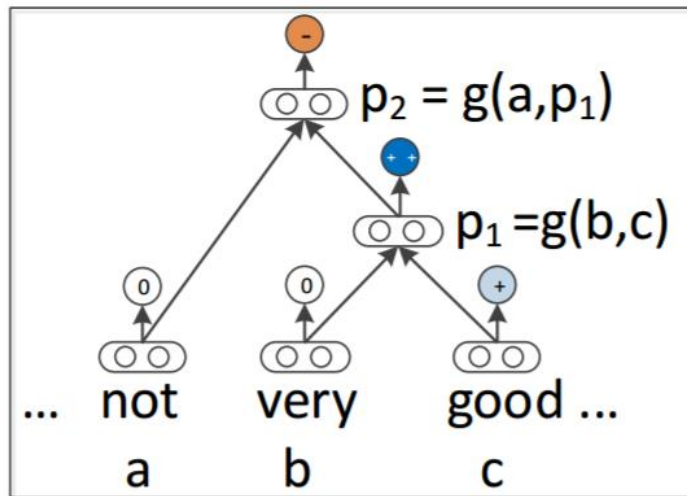 -
p₂ = g(a,p₁)
+ +
p₁ =g(b,c)
0 0 +
... not very good ...
a b c